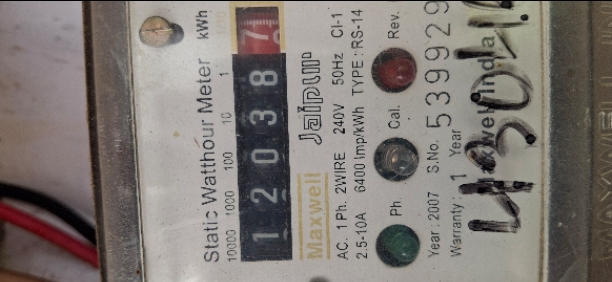 Static Watthour Meter kWh
10000 1000 100 10 1 1/10
1 2 0 3 8 7
Maxwell Jaipur
AC. 1 Ph. 2WIRE 240V 50Hz Cl-1
2.5-10A 6400 Imp/kWh TYPE : RS-14
Ph Cal. Rev.
Year : 2007 S.No. 539929
Warranty : 1 Year